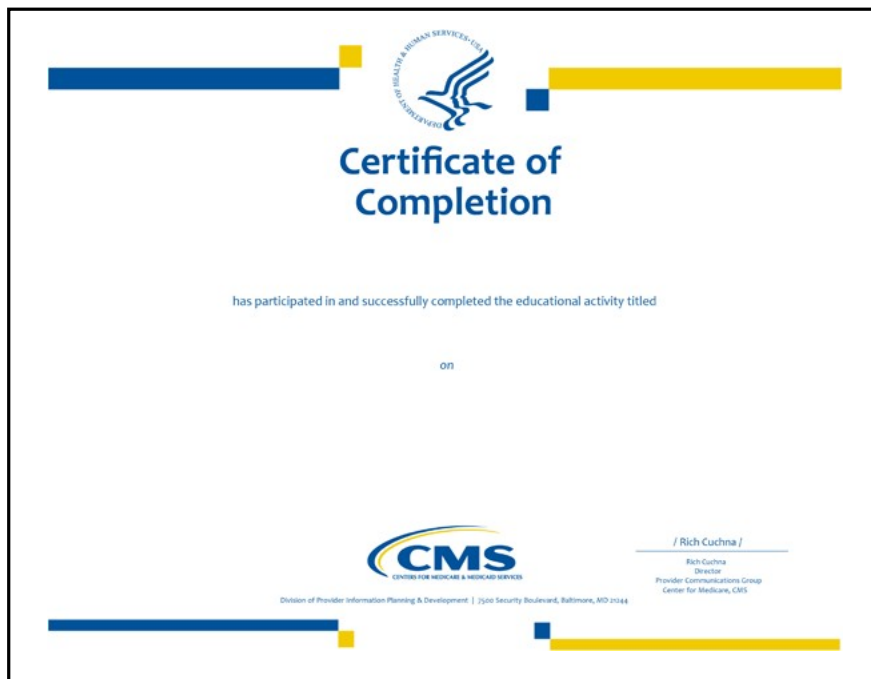 DEPARTMENT OF HEALTH & HUMAN SERVICES • USA
Certificate of
Completion
has participated in and successfully completed the educational activity titled
on
CMS
CENTERS FOR MEDICARE & MEDICAID SERVICES
Division of Provider Information Planning & Development | 7500 Security Boulevard, Baltimore, MD 21244
/ Rich Cuchna /
Rich Cuchna
Director
Provider Communications Group
Center for Medicare, CMS